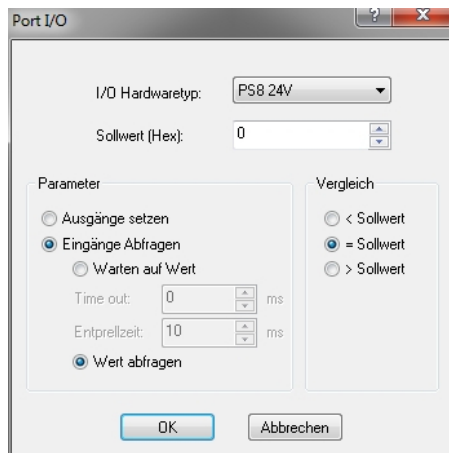 Port I/O
?
I/O Hardwaretyp: PS8 24V
Sollwert (Hex): 0
Parameter
Ausgänge setzen
Eingänge Abfragen
Warten auf Wert
Time out: 0 ms
Entprellzeit: 10 ms
Wert abfragen
Vergleich
< Sollwert
= Sollwert
> Sollwert
OK Abbrechen